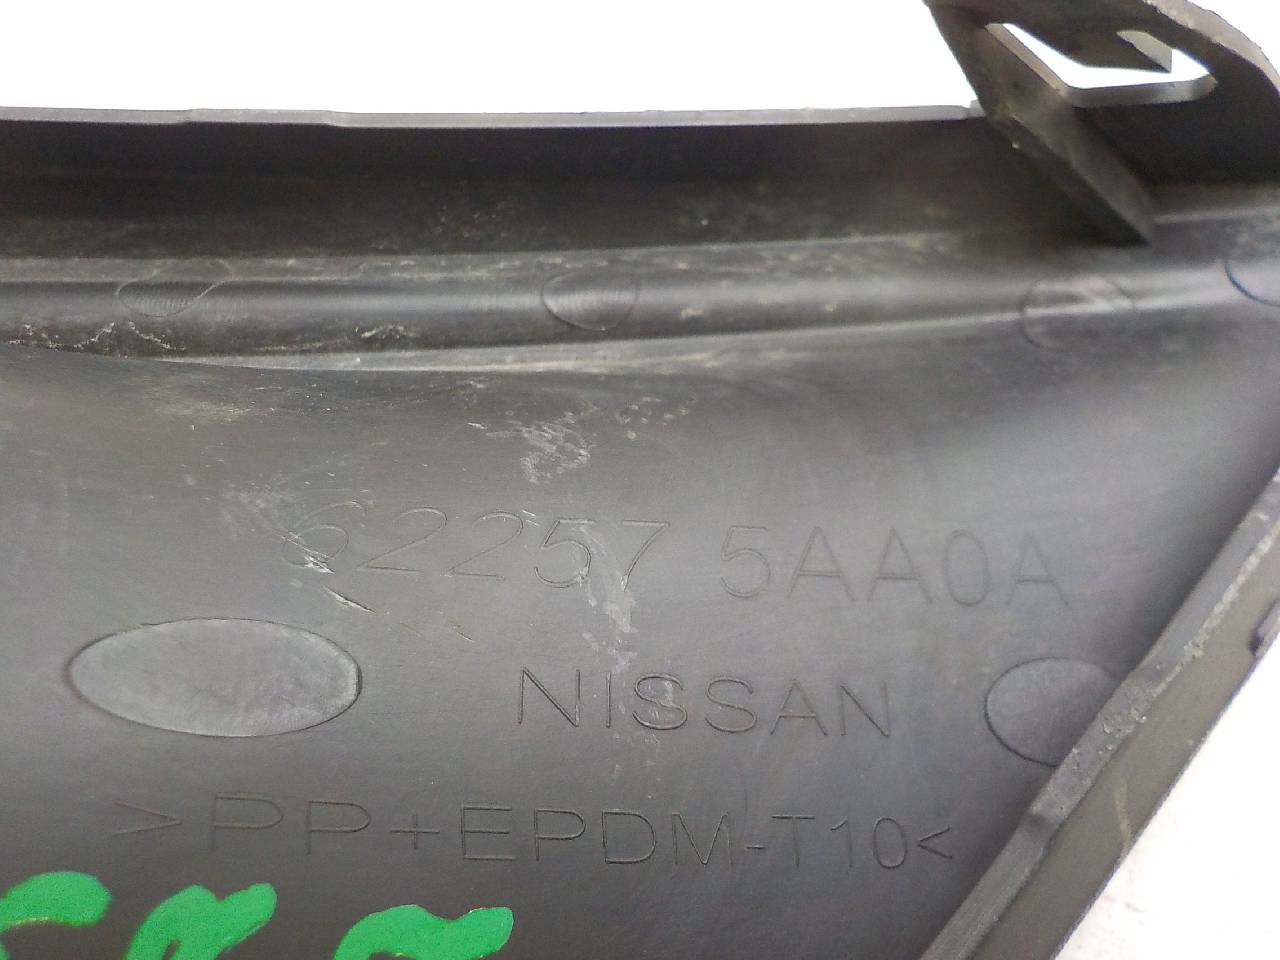 62257 5AA0A
NISSAN
>PP+EPDM-T10<